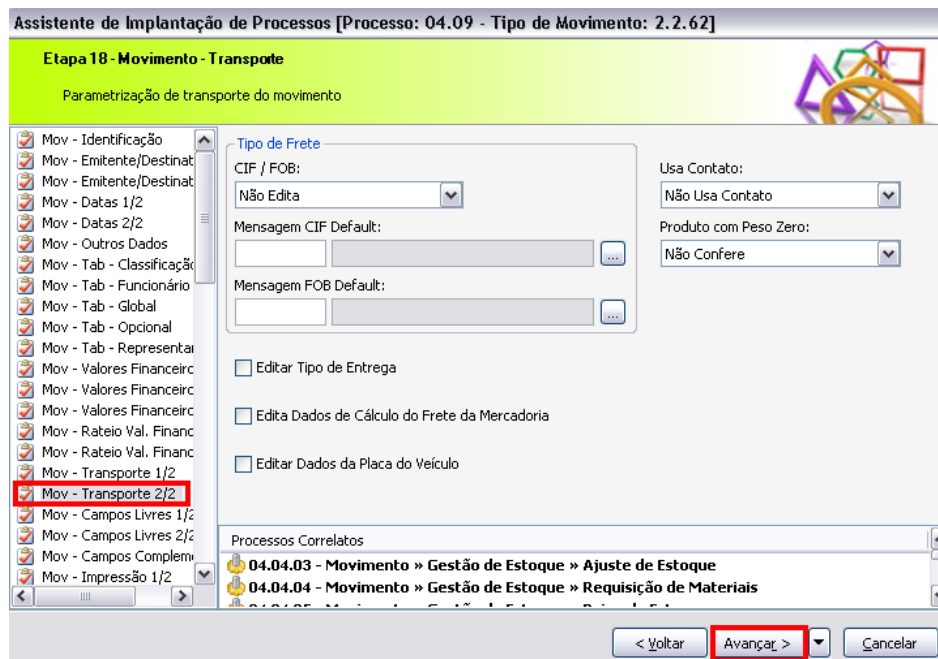 Assistente de Implantação de Processos [Processo: 04.09 - Tipo de Movimento: 2.2.62]
Etapa 18 - Movimento - Transporte
Parametrização de transporte do movimento
Mov - Identificação
Mov - Emitente/Destinat
Mov - Emitente/Destinat
Mov - Datas 1/2
Mov - Datas 2/2
Mov - Outros Dados
Mov - Tab - Classificaçã
Mov - Tab - Funcionário
Mov - Tab - Global
Mov - Tab - Opcional
Mov - Tab - Representa
Mov - Valores Financeiro
Mov - Valores Financeiro
Mov - Valores Financeiro
Mov - Rateio Val. Financ
Mov - Rateio Val. Financ
Mov - Transporte 1/2
Mov - Transporte 2/2
Mov - Campos Livres 1/2
Mov - Campos Livres 2/2
Mov - Campos Compleme
Mov - Impressão 1/2
Tipo de Frete
CIF / FOB:
Não Edita
Mensagem CIF Default:
...
Mensagem FOB Default:
...
Usa Contato:
Não Usa Contato
Produto com Peso Zero:
Não Confere
Editar Tipo de Entrega
Edita Dados de Cálculo do Frete da Mercadoria
Editar Dados da Placa do Veículo
Processos Correlatos
04.04.03 - Movimento » Gestão de Estoque » Ajuste de Estoque
04.04.04 - Movimento » Gestão de Estoque » Requisição de Materiais
< Voltar
Avançar >
Cancelar